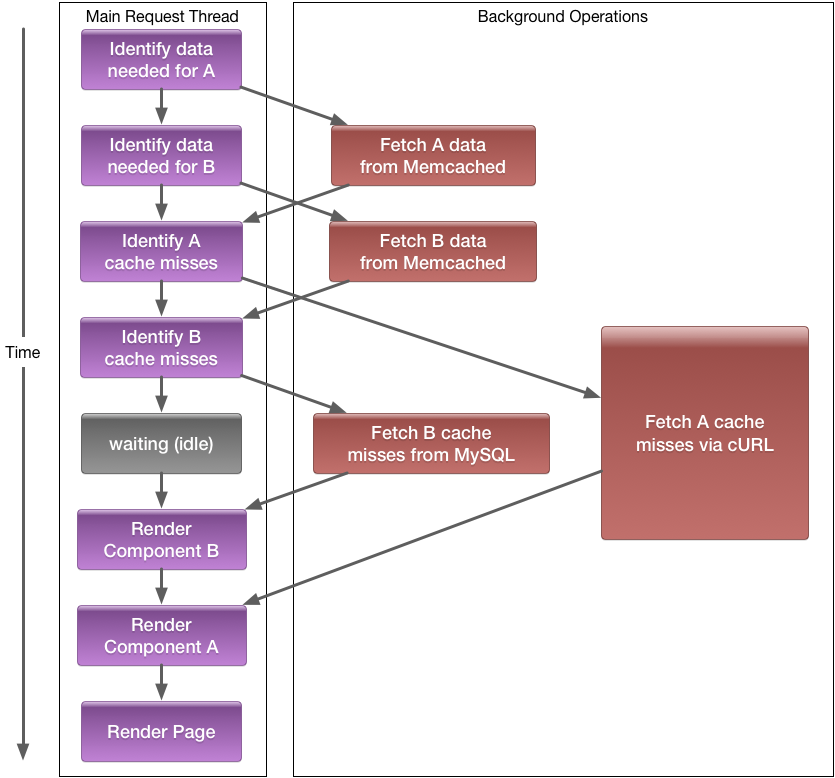 Main Request Thread
Background Operations
Time
Identify data
needed for A
Identify data
needed for B
Fetch A data
from Memcached
Identify A
cache misses
Fetch B data
from Memcached
Identify B
cache misses
Fetch A cache
misses via cURL
waiting (idle)
Fetch B cache
misses from MySQL
Render
Component B
Render
Component A
Render Page